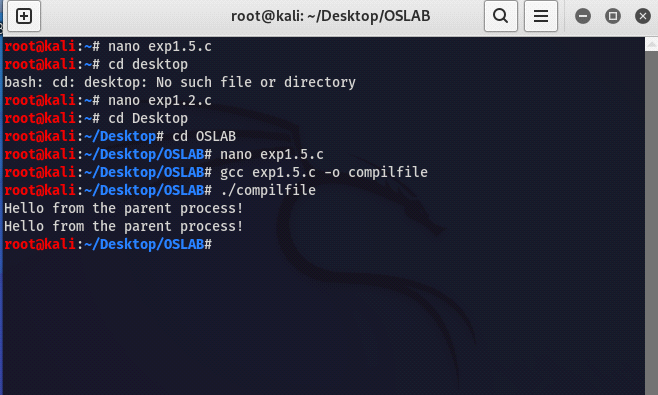 root@kali: ~/Desktop/OSLAB
root@kali:~# nano exp1.5.c
root@kali:~# cd desktop
bash: cd: desktop: No such file or directory
root@kali:~# nano exp1.2.c
root@kali:~# cd Desktop
root@kali:~/Desktop# cd OSLAB
root@kali:~/Desktop/OSLAB# nano exp1.5.c
root@kali:~/Desktop/OSLAB# gcc exp1.5.c -o compilfile
root@kali:~/Desktop/OSLAB# ./compilfile
Hello from the parent process!
Hello from the parent process!
root@kali:~/Desktop/OSLAB#